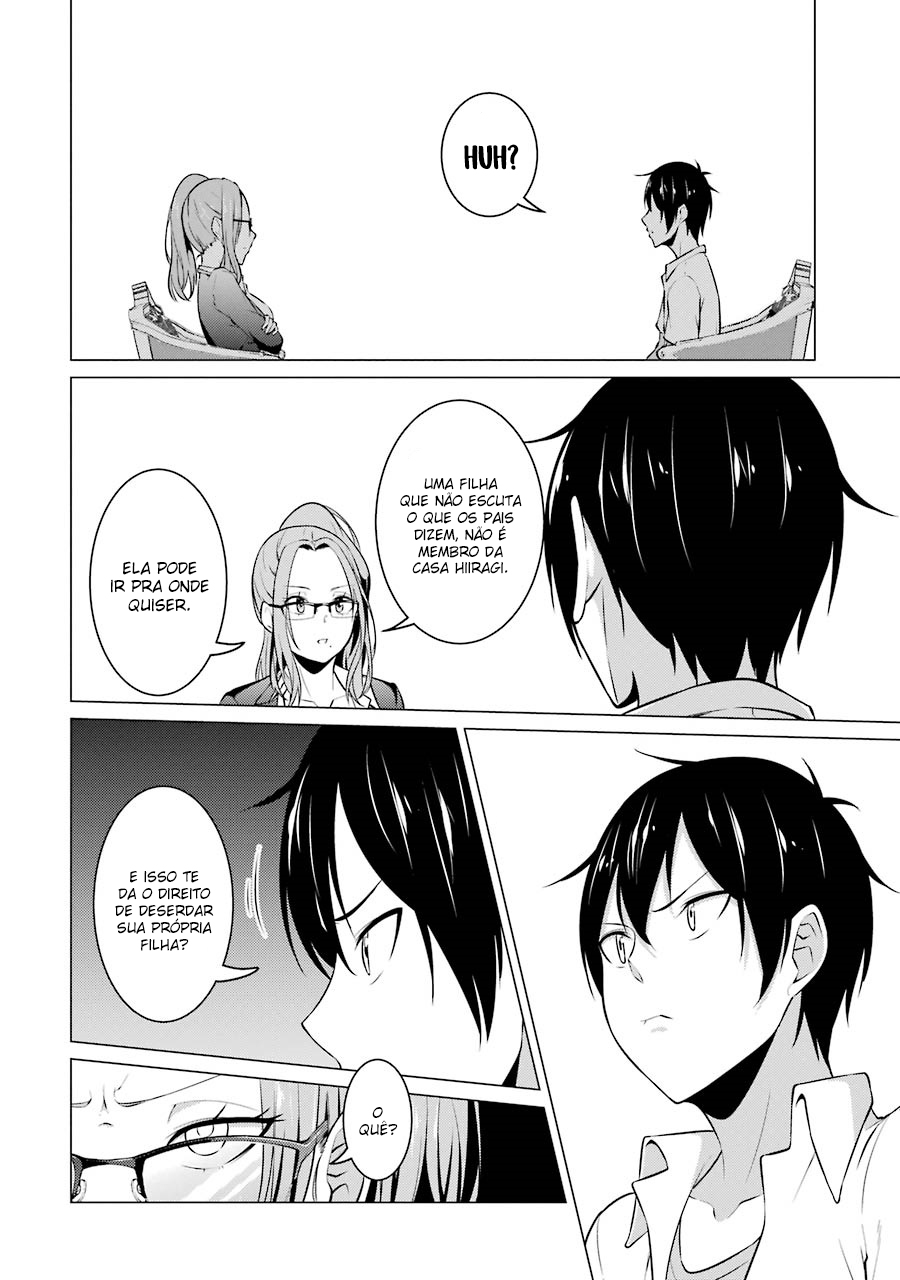 HUH?
UMA FILHA
QUE NÃO ESCUTA
O QUE OS PAIS
DIZEM, NÃO É
MEMBRO DA
CASA HIIRAGI.
ELA PODE
IR PRA ONDE
QUISER.
E ISSO TE
DA O DIREITO
DE DESERDAR
SUA PRÓPRIA
FILHA?
O
QUÊ?